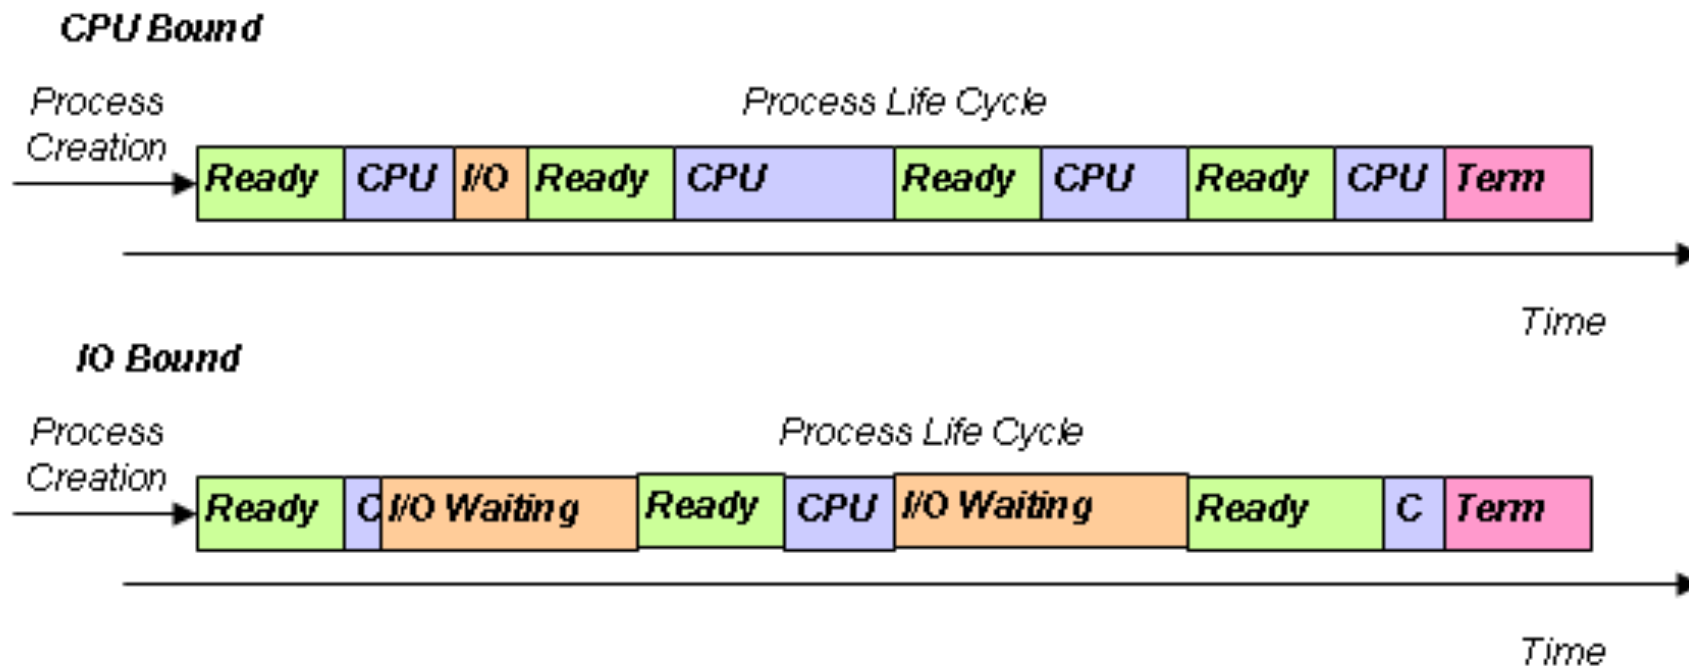 CPU Bound
Process Life Cycle
Process
Creation
Ready CPU I/O Ready CPU Ready CPU Ready CPU Term
Time
IO Bound
Process Life Cycle
Process
Creation
Ready C I/O Waiting Ready CPU I/O Waiting Ready C Term
Time